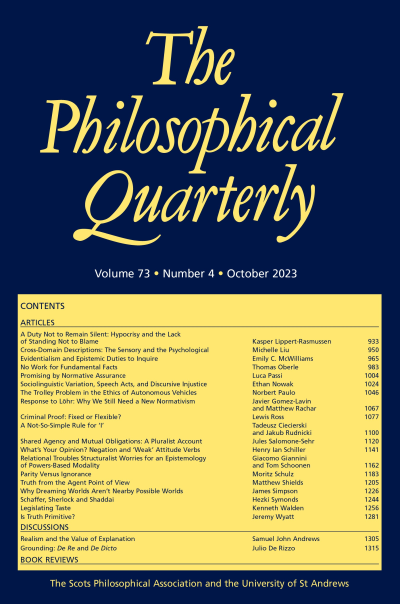 The
Philosophical
Quarterly
Volume 73 • Number 4 • October 2023
CONTENTS
ARTICLES
A Duty Not to Remain Silent: Hypocrisy and the Lack
of Standing Not to Blame Kasper Lippert-Rasmussen 933
Cross-Domain Descriptions: The Sensory and the Psychological Michelle Liu 950
Evidentialism and Epistemic Duties to Inquire Emily C. McWilliams 965
No Work for Fundamental Facts Thomas Oberle 983
Promising by Normative Assurance Luca Passi 1004
Sociolinguistic Variation, Speech Acts, and Discursive Injustice Ethan Nowak 1024
The Trolley Problem in the Ethics of Autonomous Vehicles Norbert Paulo 1046
Response to Löhr: Why We Still Need a New Normativism Javier Gomez-Lavin
and Matthew Rachar 1067
Criminal Proof: Fixed or Flexible? Lewis Ross 1077
A Not-So-Simple Rule for ‘I’ Tadeusz Ciecierski
and Jakub Rudnicki 1100
Shared Agency and Mutual Obligations: A Pluralist Account Jules Salomone-Sehr 1120
What’s Your Opinion? Negation and ‘Weak’ Attitude Verbs Henry Ian Schiller 1141
Relational Troubles Structuralist Worries for an Epistemology Giacomo Giannini
of Powers-Based Modality and Tom Schoonen 1162
Parity Versus Ignorance Moritz Schulz 1183
Truth from the Agent Point of View Matthew Shields 1205
Why Dreaming Worlds Aren’t Nearby Possible Worlds James Simpson 1226
Schaffer, Sherlock and Shaddai Hezki Symonds 1244
Legislating Taste Kenneth Walden 1256
Is Truth Primitive? Jeremy Wyatt 1281
DISCUSSIONS
Realism and the Value of Explanation Samuel John Andrews 1305
Grounding: De Re and De Dicto Julio De Rizzo 1315
BOOK REVIEWS
The Scots Philosophical Association and the University of St Andrews